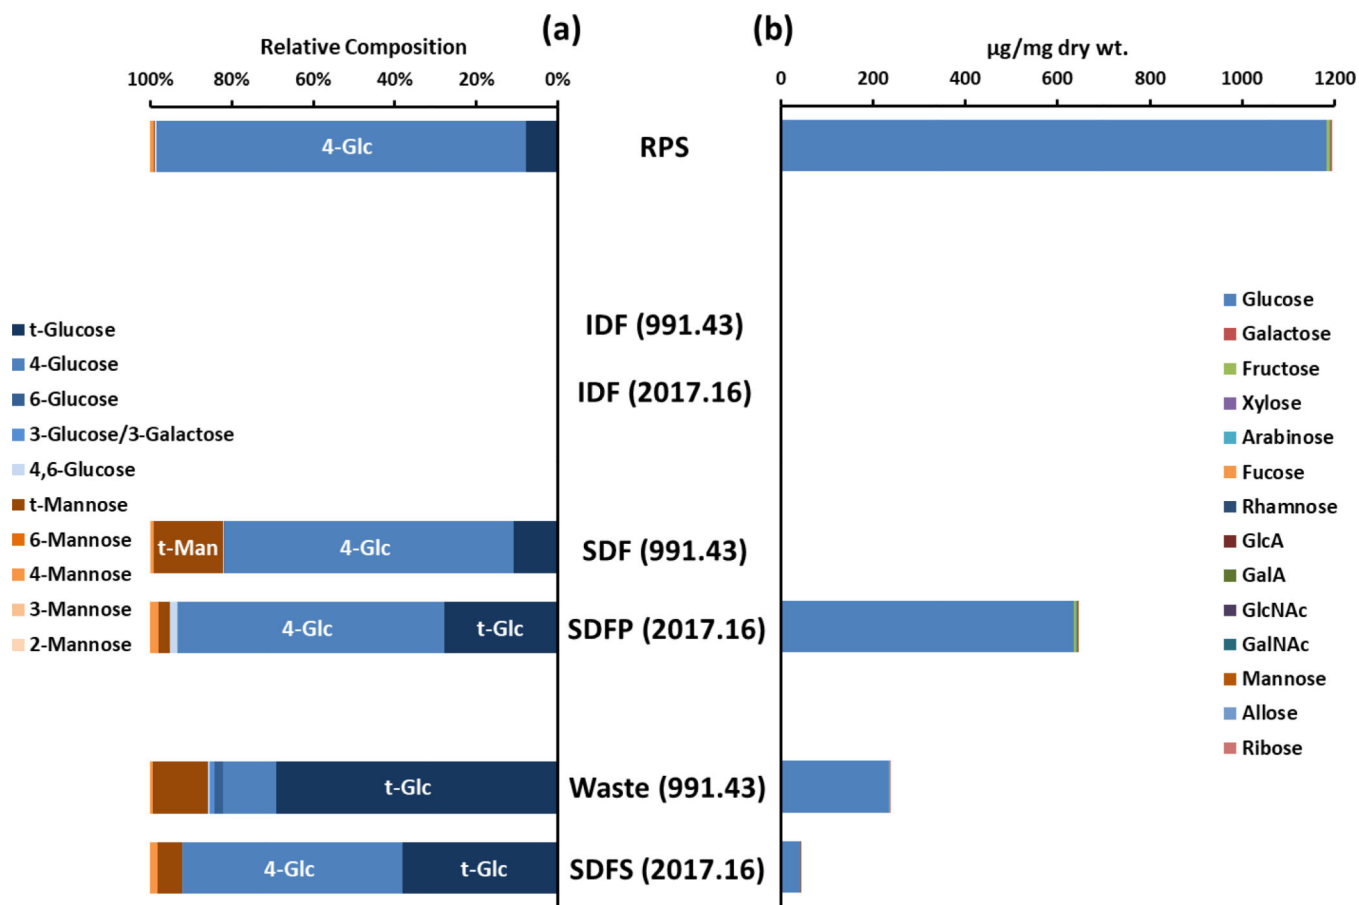 (a)
Relative Composition
100% 80% 60% 40% 20% 0%
(b)
µg/mg dry wt.
0 200 400 600 800 1000 1200
4-Glc
RPS
IDF (991.43)
IDF (2017.16)
t-Man 4-Glc
SDF (991.43)
4-Glc t-Glc
SDFP (2017.16)
t-Glc
Waste (991.43)
4-Glc t-Glc
SDFS (2017.16)
t-Glucose
4-Glucose
6-Glucose
3-Glucose/3-Galactose
4,6-Glucose
t-Mannose
6-Mannose
4-Mannose
3-Mannose
2-Mannose
Glucose
Galactose
Fructose
Xylose
Arabinose
Fucose
Rhamnose
GlcA
GalA
GlcNAc
GalNAc
Mannose
Allose
Ribose